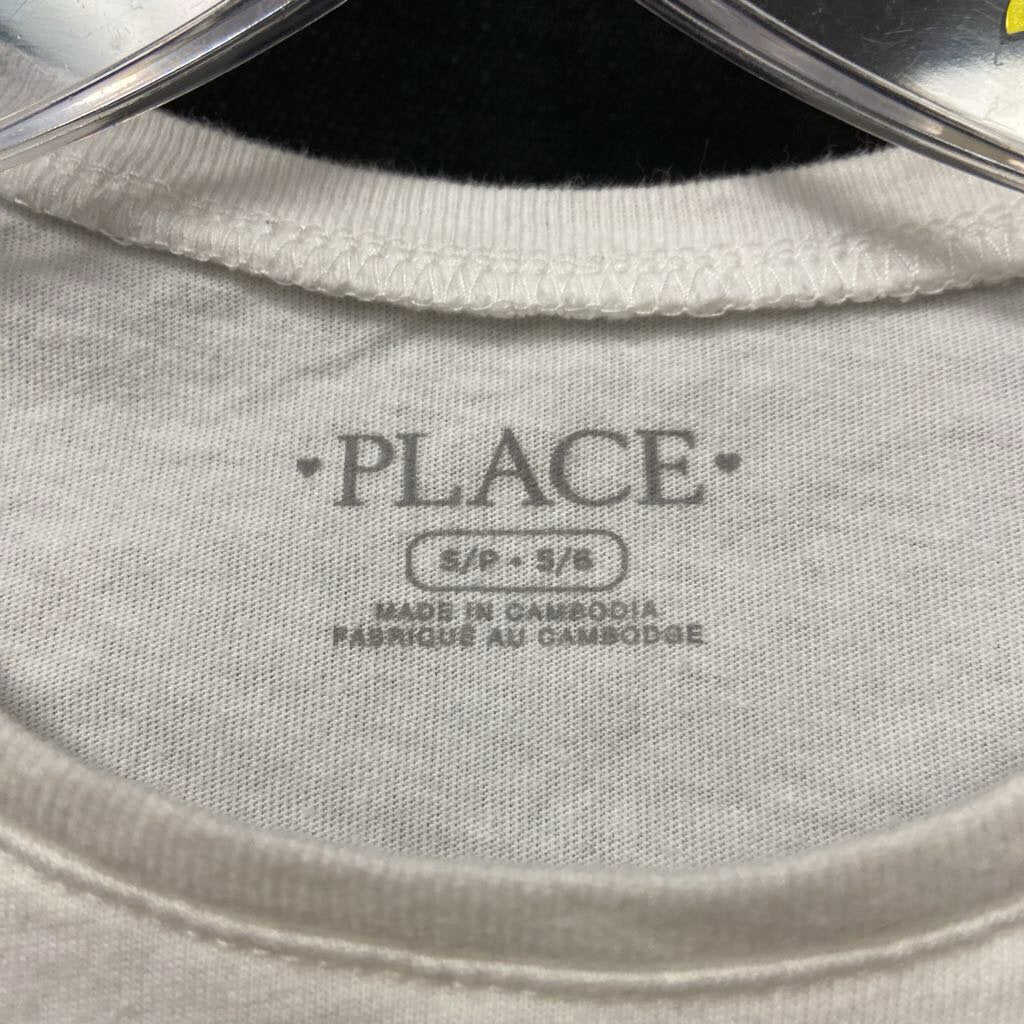 PLACE
S/P • 5/6
MADE IN CAMBODIA
FABRIQUÉ AU CAMBODGE